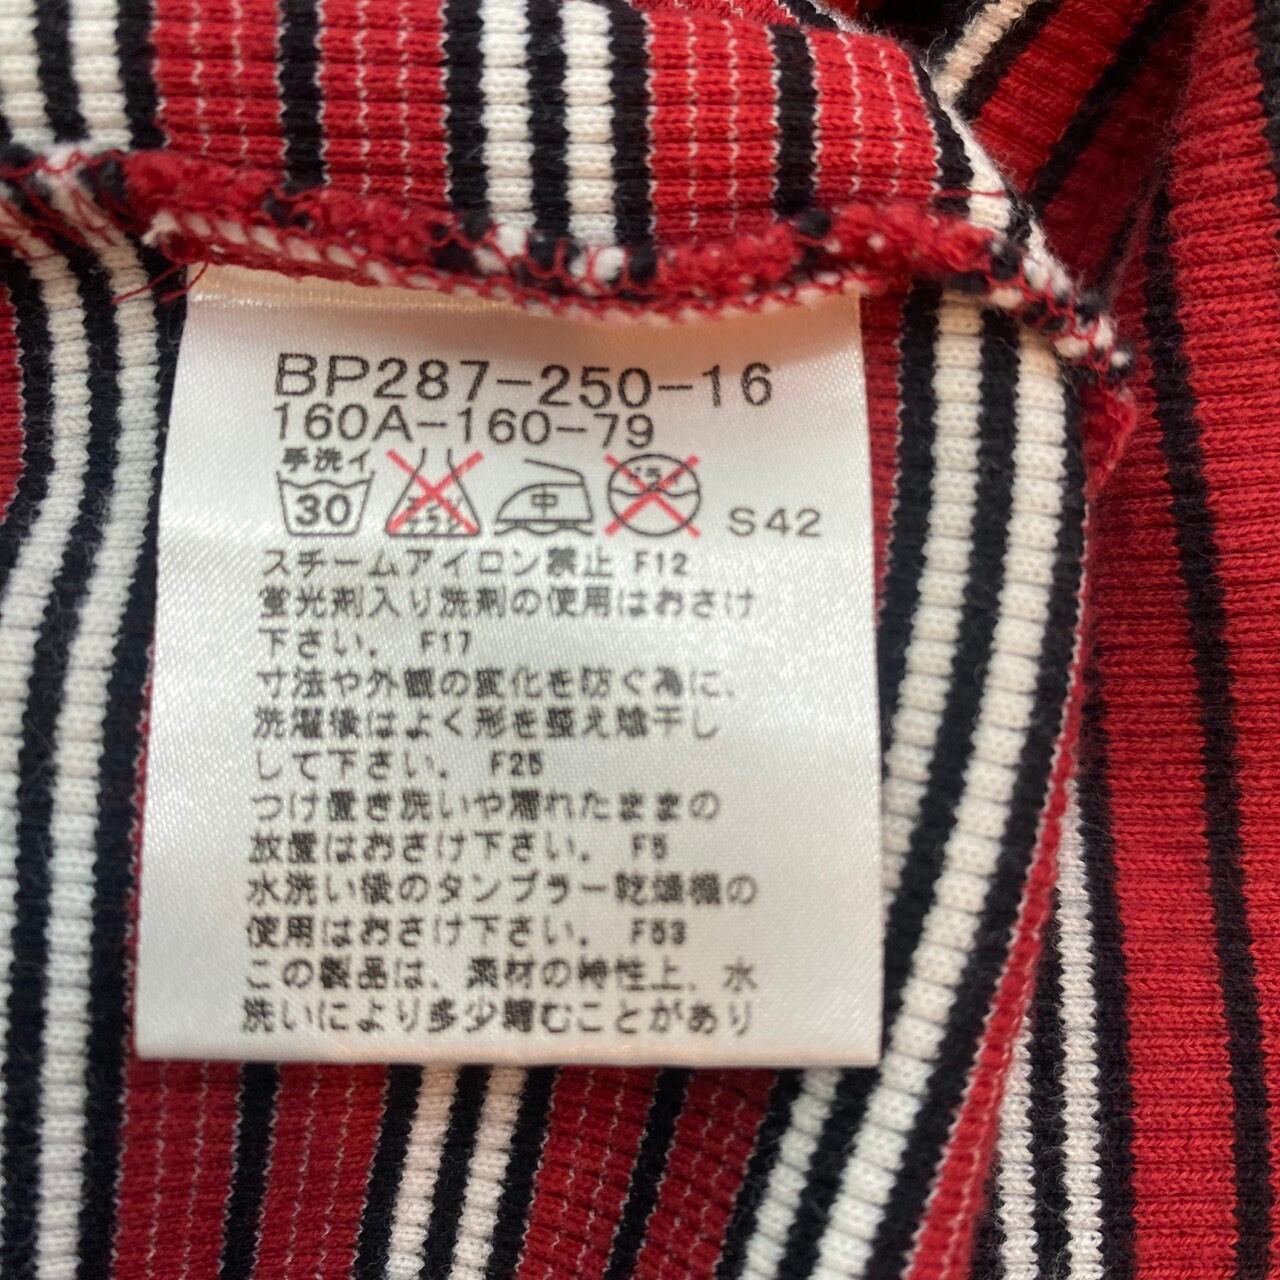 BP287-250-16
160A-160-79
手洗イ
30 エンソ 中 ドライ S42
スチームアイロン禁止 F12
蛍光剤入り洗剤の使用はおさけ
下さい。 F17
寸法や外観の変化を防ぐ為に、
洗濯後はよく形を整え陰干し
して下さい。 F25
つけ置き洗いや濡れたままの
放置はおさけ下さい。 F5
水洗い後のタンブラー乾燥機の
使用はおさけ下さい。 F53
この製品は、素材の特性上、水
洗いにより多少縮むことがあり